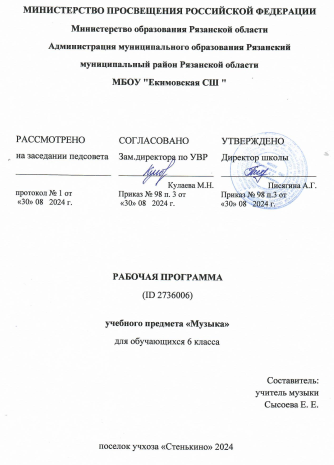 МИНИСТЕРСТВО ПРОСВЕЩЕНИЯ РОССИЙСКОЙ ФЕДЕРАЦИИ
Министерство образования Рязанской области
Администрация муниципального образования Рязанский
муниципальный район Рязанской области
МБОУ "Екимовская СШ "
РАССМОТРЕНО
на заседании педсовета
протокол № 1 от
«30» 08 2024 г.
СОГЛАСОВАНО
Зам.директора по УВР
Кулаева М.Н.
Приказ № 98 п. 3 от
«30» 08 2024 г.
УТВЕРЖДЕНО
Директор школы
Писягина А.Г.
Приказ № 98 п.3 от
«30» 08 2024 г.
РАБОЧАЯ ПРОГРАММА
(ID 2736006)
учебного предмета «Музыка»
для обучающихся 6 класса
Составитель:
учитель музыки
Сысоева Е. Е.
поселок учхоза «Стенькино» 2024